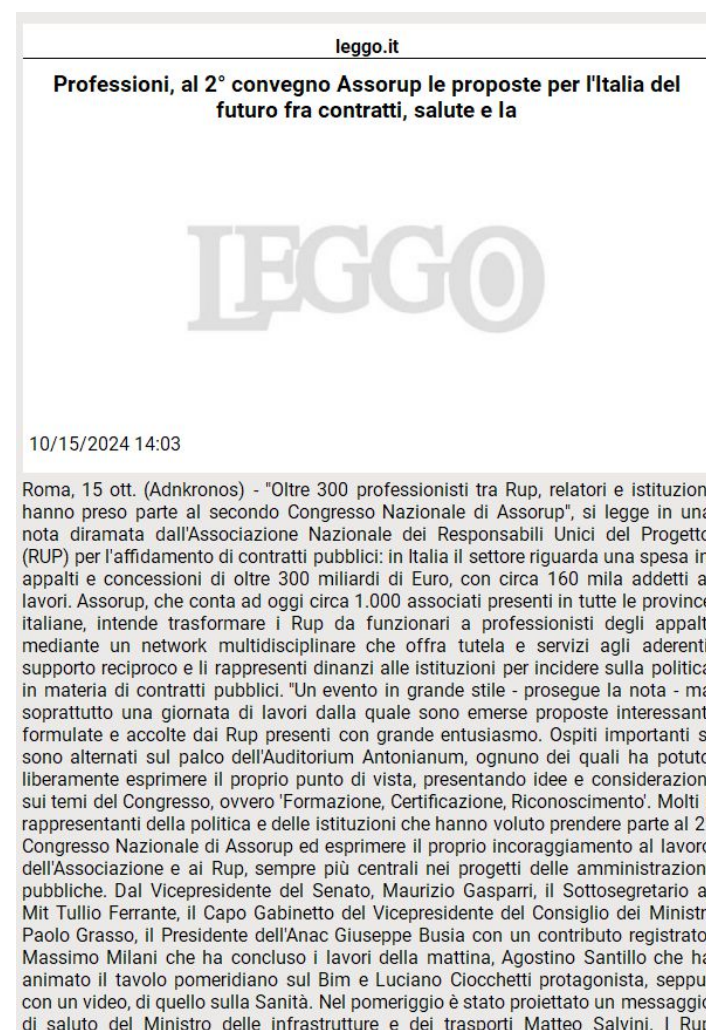 leggo.it
Professioni, al 2° convegno Assorup le proposte per l'Italia del
futuro fra contratti, salute e la
LEGGO
10/15/2024 14:03
Roma, 15 ott. (Adnkronos) - "Oltre 300 professionisti tra Rup, relatori e istituzion
hanno preso parte al secondo Congresso Nazionale di Assorup", si legge in una
nota diramata dall'Associazione Nazionale dei Responsabili Unici del Progetto
(RUP) per l'affidamento di contratti pubblici: in Italia il settore riguarda una spesa in
appalti e concessioni di oltre 300 miliardi di Euro, con circa 160 mila addetti a
lavori. Assorup, che conta ad oggi circa 1.000 associati presenti in tutte le province
italiane, intende trasformare i Rup da funzionari a professionisti degli appalt
mediante un network multidisciplinare che offra tutela e servizi agli aderenti
supporto reciproco e li rappresenti dinanzi alle istituzioni per incidere sulla politica
in materia di contratti pubblici. "Un evento in grande stile - prosegue la nota - ma
soprattutto una giornata di lavori dalla quale sono emerse proposte interessant
formulate e accolte dai Rup presenti con grande entusiasmo. Ospiti importanti s
sono alternati sul palco dell'Auditorium Antonianum, ognuno dei quali ha potuto
liberamente esprimere il proprio punto di vista, presentando idee e considerazion
sui temi del Congresso, ovvero 'Formazione, Certificazione, Riconoscimento'. Molti
rappresentanti della politica e delle istituzioni che hanno voluto prendere parte al 2
Congresso Nazionale di Assorup ed esprimere il proprio incoraggiamento al lavoro
dell'Associazione e ai Rup, sempre più centrali nei progetti delle amministrazion
pubbliche. Dal Vicepresidente del Senato, Maurizio Gasparri, il Sottosegretario a
Mit Tullio Ferrante, il Capo Gabinetto del Vicepresidente del Consiglio dei Ministr
Paolo Grasso, il Presidente dell'Anac Giuseppe Busia con un contributo registrato
Massimo Milani che ha concluso i lavori della mattina, Agostino Santillo che ha
animato il tavolo pomeridiano sul Bim e Luciano Ciocchetti protagonista, seppu
con un video, di quello sulla Sanità. Nel pomeriggio è stato proiettato un messaggio
di saluto del Ministro delle infrastrutture e dei trasporti Matteo Salvini. I Rup